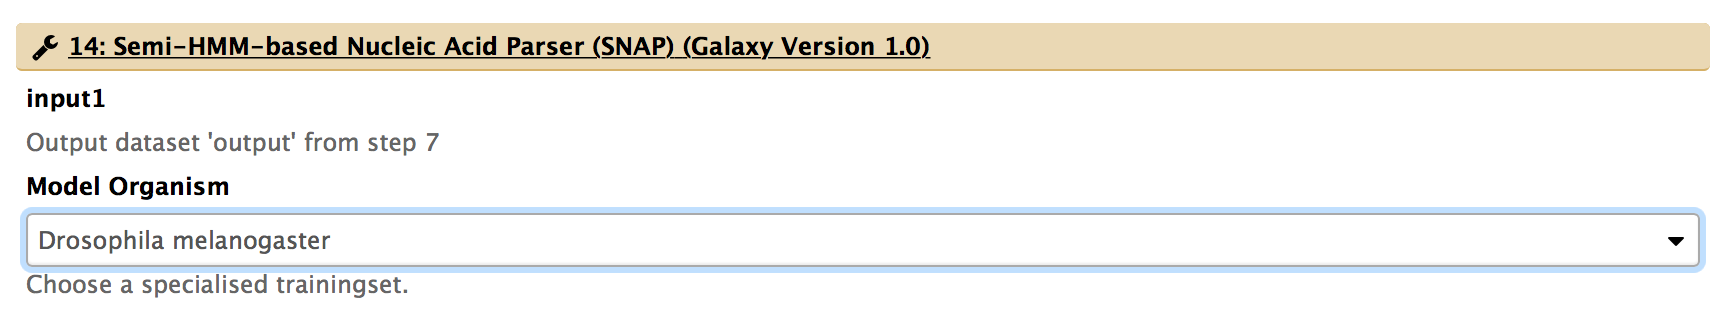 14: Semi-HMM-based Nucleic Acid Parser (SNAP) (Galaxy Version 1.0)
input1
Output dataset 'output' from step 7
Model Organism
Drosophila melanogaster
Choose a specialised trainingset.